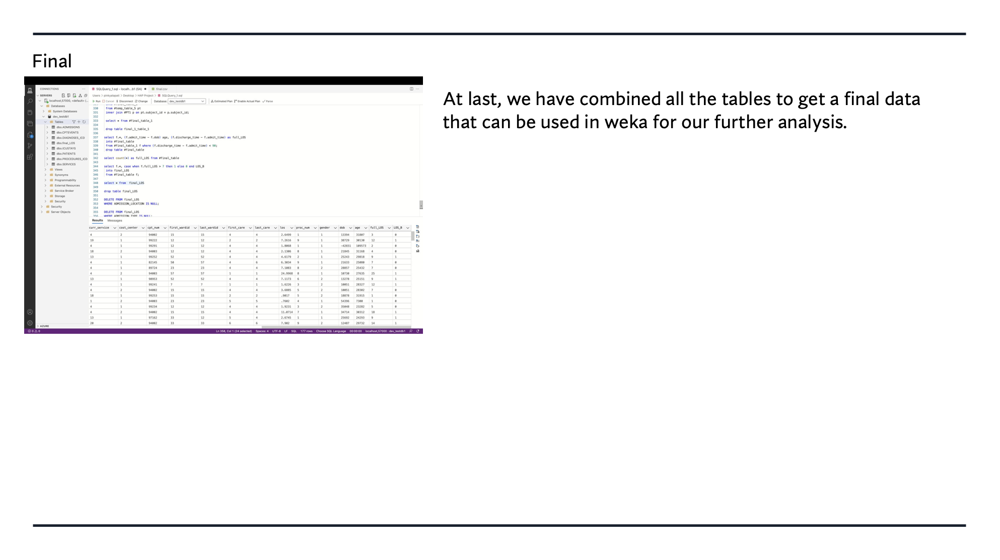 Final
At last, we have combined all the tables to get a final data
that can be used in weka for our further analysis.
CONNECTIONS
SERVERS
localhost,57000, <default> (...
Databases
System Databases
dev_testdb1
Tables
dbo.ADMISSIONS
dbo.CPTEVENTS
dbo.DIAGNOSES_ICD
dbo.final_LOS
dbo.ICUSTAYS
dbo.PATIENTS
dbo.PROCEDURES_ICD
dbo.SERVICES
Views
Synonyms
Programmability
External Resources
Service Broker
Storage
Security
Security
Server Objects
AZURE
SQLQuery_1.sql - localh...b1 (SA) final.csv
Users > pinkyalapati > Desktop > HAP Project > SQLQuery_1.sql
Run Cancel Disconnect Change Database: dev_testdb1 Estimated Plan Enable Actual Plan Parse
330 from #temp_table_5 pt
331 inner join #PT1 p on pt.subject_id = p.subject_id;
332
333 select * from #final_table_1
334
335 drop table final_1_table_1
336
337 select f.*, (f.admit_time - f.dob) age, (f.discharge_time - f.admit_time) as full_LOS
338 into #final_table
339 from #final_table_1 f where (f.discharge_time - f.admit_time) < 90;
340 drop table #final_table
341
342 select count(*) as full_LOS from #final_table
343
344 select f.*, case when f.full_LOS > 7 then 1 else 0 end LOS_B
345 into final_LOS
346 from #final_table f;
347
348 select * from final_LOS
349
350 drop table final_LOS
351
352 DELETE FROM final_LOS
353 WHERE ADMISSION_LOCATION IS NULL;
354
355 DELETE FROM final_LOS
356 WHERE ADMISSION_TYPE IS NULL;
Results Messages
curr_service cost_center cpt_num first_wardid last_wardid first_care last_care los proc_num gender dob age full_LOS LOS_B
4 2 94002 15 15 4 4 2.6499 1 1 13394 31807 3 0
19 1 99222 12 12 2 2 7.2616 9 1 38729 30130 12 1
4 1 99291 12 12 4 4 1.8068 1 1 -42651 109573 2 0
18 2 94003 12 12 4 4 2.1306 8 1 21845 31168 4 0
13 1 99252 52 52 4 4 4.6179 2 1 25243 29818 9 1
4 1 82145 50 57 4 6 6.3034 9 1 21633 25080 7 0
4 1 89724 23 23 4 4 7.1083 8 2 28857 25432 7 0
4 2 94003 57 57 1 1 24.9968 8 1 10730 27635 25 1
13 1 98953 52 52 4 4 7.1173 6 2 13278 25151 9 1
4 1 99241 7 7 1 1 1.6226 3 2 10051 28327 12 1
4 2 94002 15 15 4 4 3.6885 5 2 10051 28302 7 0
18 1 99253 15 15 2 2 .9017 5 2 18878 31915 1 0
1 2 94003 23 23 5 5 .7602 4 1 54396 7300 1 0
4 1 99234 12 12 4 4 1.9231 3 2 35048 23282 5 0
4 2 94002 15 15 4 4 11.0714 7 1 34714 30312 18 1
13 1 97162 33 12 5 4 2.6745 1 1 25692 24293 9 1
20 2 94002 33 33 6 6 7.902 9 2 12487 29732 14 1
0 0 Ln 358, Col 1 (24 selected) Spaces: 4 UTF-8 LF SQL 177 rows Choose SQL Language 00:00:00 localhost,57000 : dev_testdb1